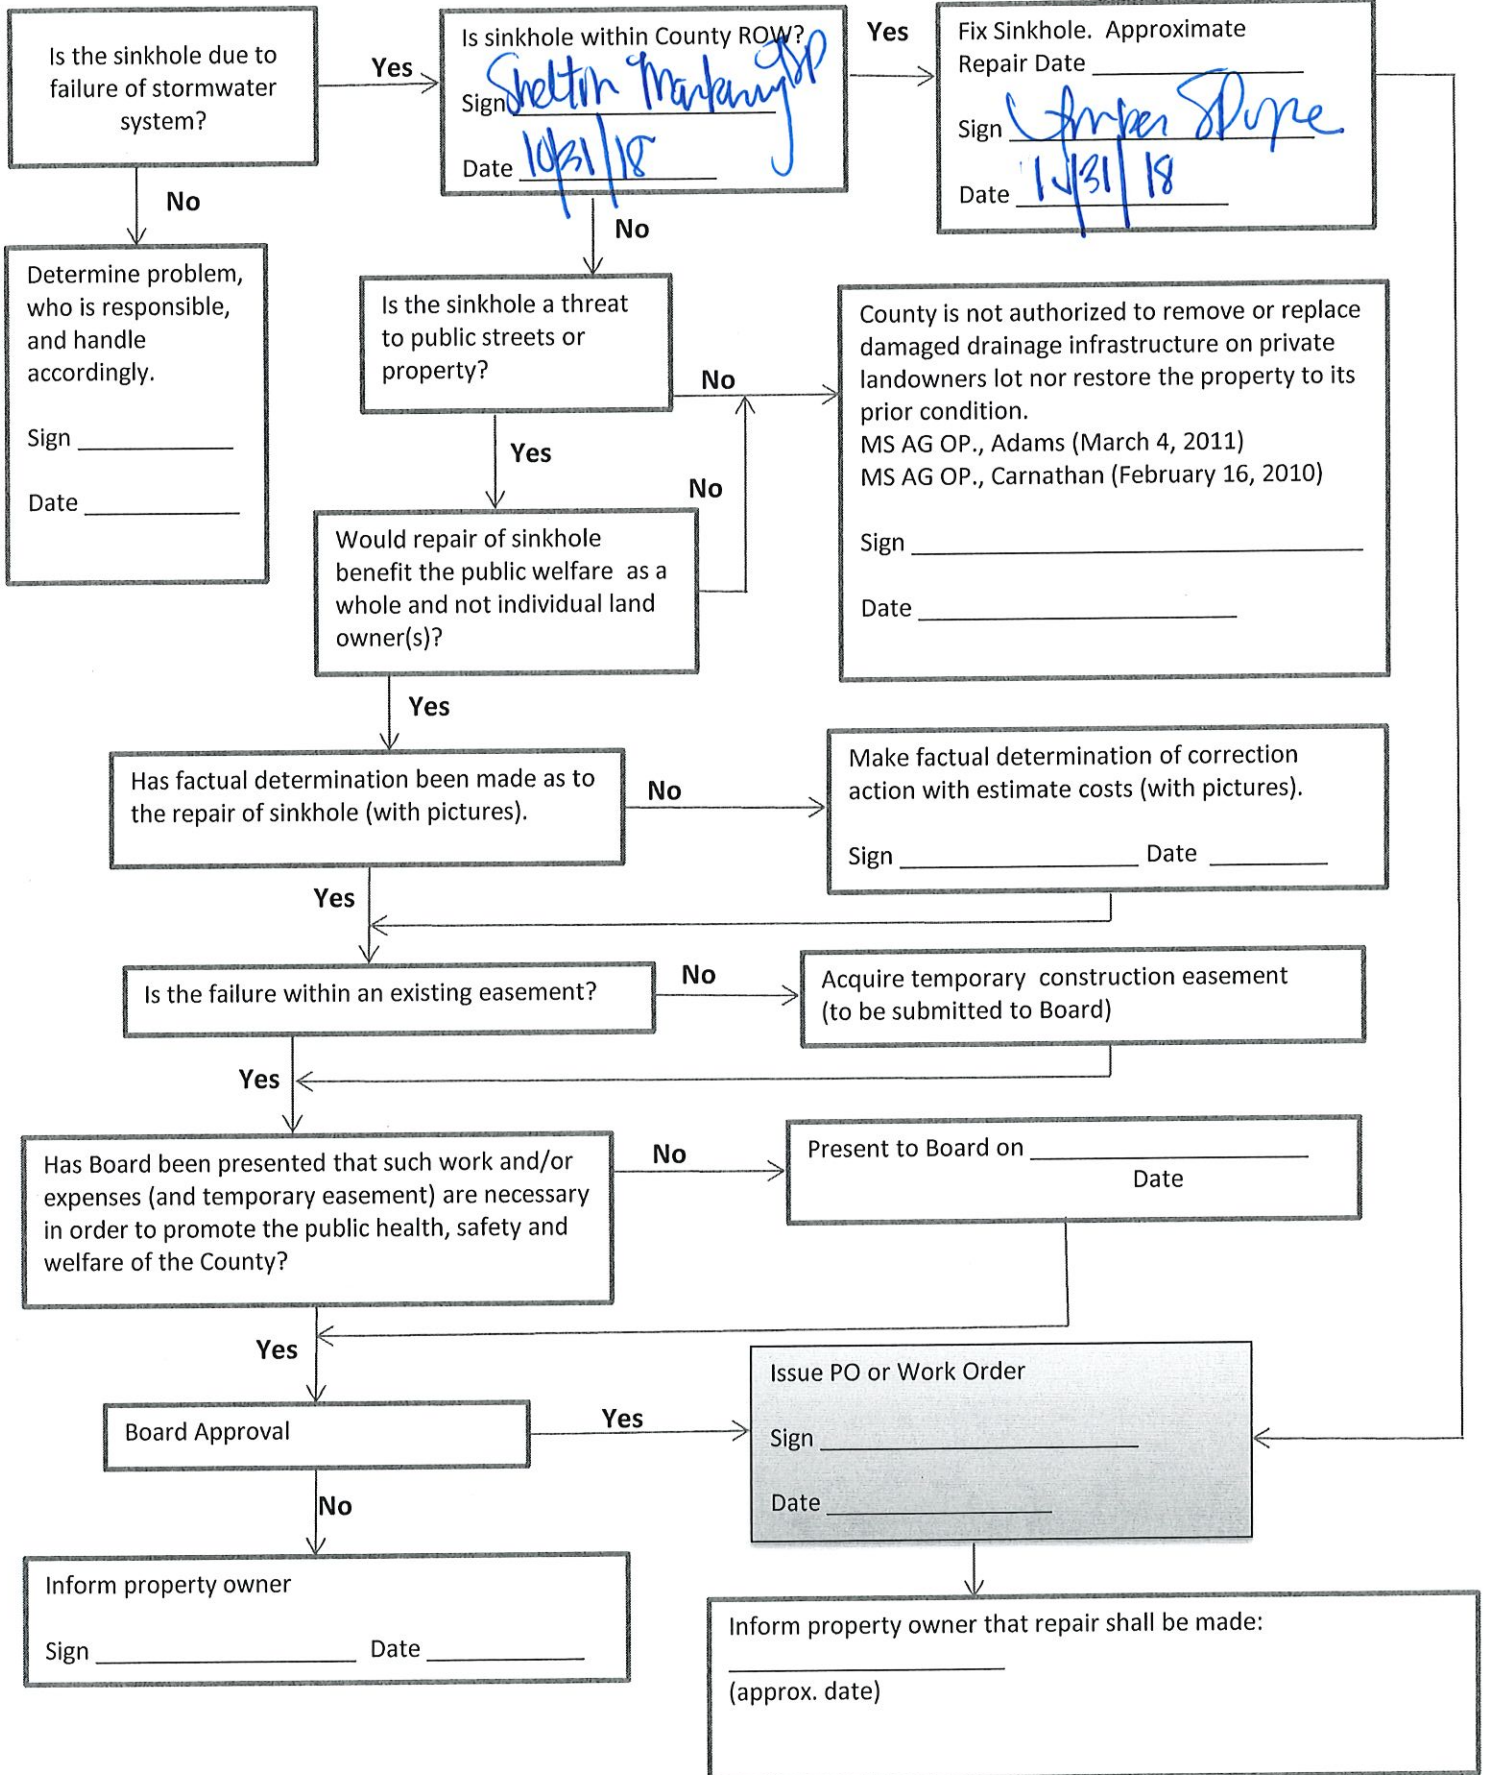 Is the sinkhole due to
failure of stormwater
system?
Yes
Is sinkhole within County ROW?
Sign Shelton
Date 10/31/18
Yes
Fix Sinkhole.  Approximate
Repair Date
Sign
Date 10/31/18
No
No
Determine problem,
who is responsible,
and handle
accordingly.
Sign
Date
Is the sinkhole a threat
to public streets or
property?
No
County is not authorized to remove or replace
damaged drainage infrastructure on private
landowners lot nor restore the property to its
prior condition.
MS AG OP., Adams (March 4, 2011)
MS AG OP., Carnathan (February 16, 2010)
Sign
Date
Yes
No
Would repair of sinkhole
benefit the public welfare  as a
whole and not individual land
owner(s)?
Yes
Has factual determination been made as to
the repair of sinkhole (with pictures).
No
Make factual determination of correction
action with estimate costs (with pictures).
Sign Date
Yes
Is the failure within an existing easement?
No
Acquire temporary  construction easement
(to be submitted to Board)
Yes
Has Board been presented that such work and/or
expenses (and temporary easement) are necessary
in order to promote the public health, safety and
welfare of the County?
No
Present to Board on
Date
Yes
Board Approval
Yes
Issue PO or Work Order
Sign
Date
No
Inform property owner
Sign Date
Inform property owner that repair shall be made:
(approx. date)